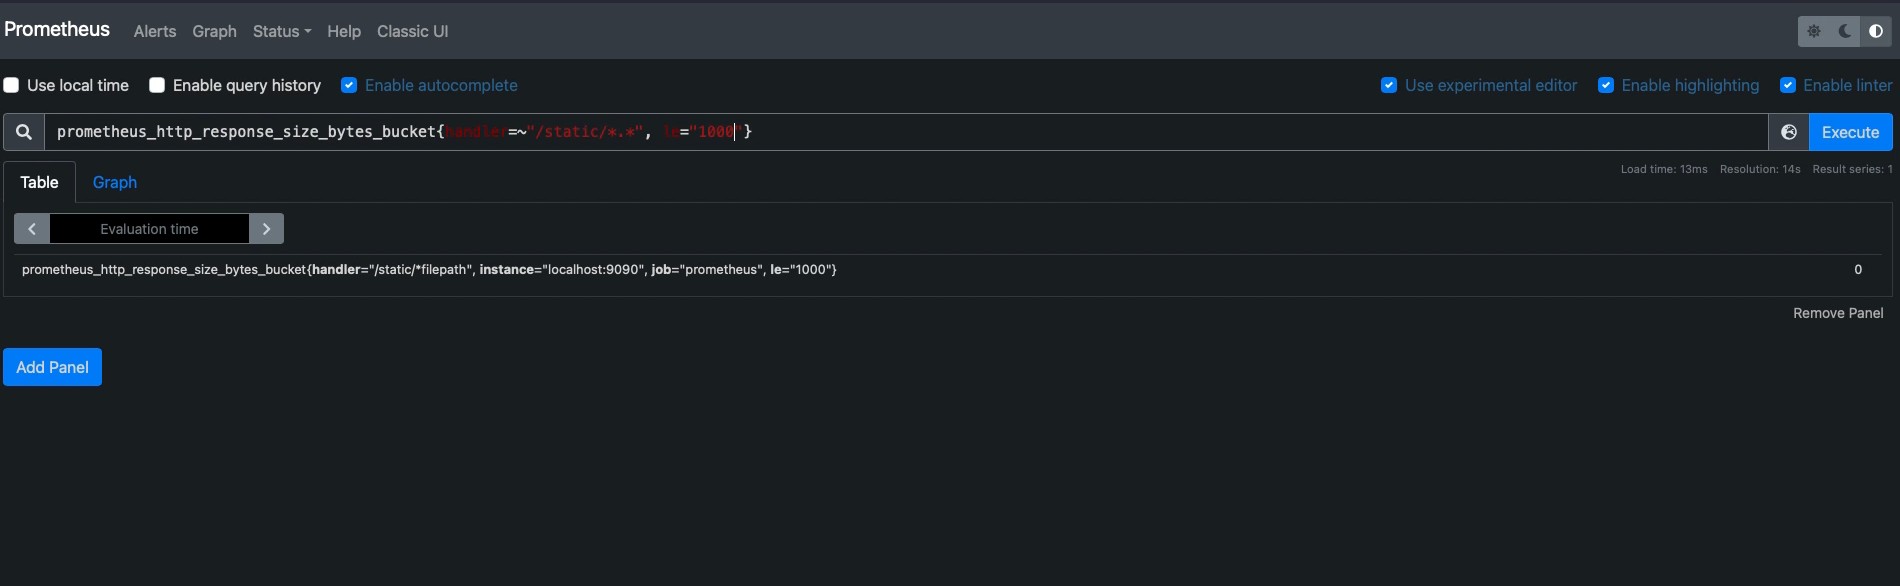 Prometheus Alerts Graph Status Help Classic UI
Use local time Enable query history Enable autocomplete Use experimental editor Enable highlighting Enable linter
prometheus_http_response_size_bytes_bucket{handler=~"/static/*.*", le="1000"} Execute
Load time: 13ms Resolution: 14s Result series: 1
Table Graph
Evaluation time
prometheus_http_response_size_bytes_bucket{handler="/static/*filepath", instance="localhost:9090", job="prometheus", le="1000"} 0
Remove Panel
Add Panel